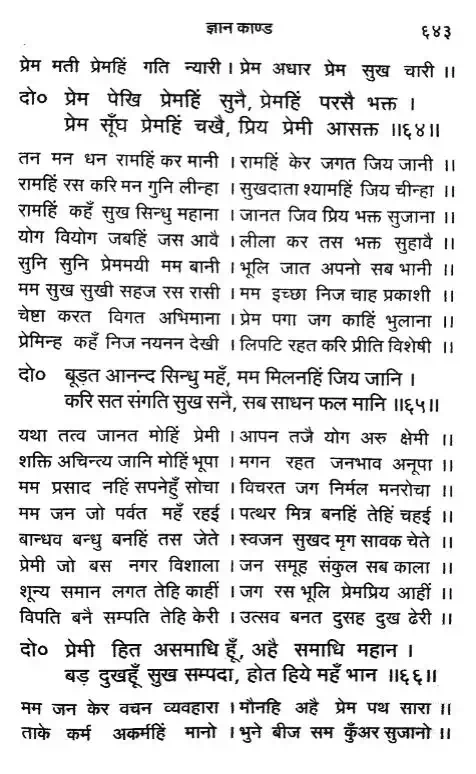 ज्ञान काण्ड ६४३
प्रेम मती प्रेमहिं गति न्यारी । प्रेम अधार प्रेम सुख चारी ॥
दो० प्रेम पेखि प्रेमहिं सुनै, प्रेमहिं परसै भक्त ।
प्रेम सूँघ प्रेमहिं चखै, प्रिय प्रेमी आसक्त ॥६४॥
तन मन धन रामहिं कर मानी । रामहिं केर जगत जिय जानी ॥
रामहिं रस करि मन गुनि लीन्हा । सुखदाता श्यामहिं जिय चीन्हा ॥
रामहिं कहँ सुख सिन्धु महाना । जानत जिव प्रिय भक्त सुजाना ॥
योग वियोग जबहिं जस आवै । लीला कर तस भक्त सुहावै ॥
सुनि सुनि प्रेममयी मम बानी । भूलि जात अपनो सब भानी ॥
मम सुख सुखी सहज रस रासी । मम इच्छा निज चाह प्रकाशी ॥
चेष्टा करत विगत अभिमाना । प्रेम पगा जग काहिं भुलाना ॥
प्रेमिन्ह कहँ निज नयनन देखी । लिपटि रहत करि प्रीति विशेषी ॥
दो० बूड़त आनन्द सिन्धु महँ, मम मिलनहिं जिय जानि ।
करि सत संगति सुख सनै, सब साधन फल मानि ॥६५॥
यथा तत्व जानत मोहिं प्रेमी । आपन तजै योग अरु क्षेमी ॥
शक्ति अचिन्त्य जानि मोहिं भूपा । मगन रहत जनभाव अनूपा ॥
मम प्रसाद नहिं सपनेहुँ सोचा । विचरत जग निर्मल मनरोचा ॥
मम जन जो पर्वत महँ रहई । पत्थर मित्र बनहिं तेहिं चहई ॥
बान्धव बन्धु बनहिं तस जेते । स्वजन सुखद मृग सावक चेते ॥
प्रेमी जो बस नगर विशाला । जन समूह संकुल सब काला ॥
शून्य समान लगत तेहि काहीं । जग रस भूलि प्रेमप्रिय आहीं ॥
विपति बनै सम्पति तेहि केरी । उत्सव बनत दुसह दुख ढेरी ॥
दो० प्रेमी हित असमाधि हूँ, अहै समाधि महान ।
बड़ दुखहूँ सुख सम्पदा, होत हिये महँ भान ॥६६॥
मम जन केर वचन व्यवहारा । मौनहि अहै प्रेम पथ सारा ॥
ताके कर्म अकर्महिं मानो । भुने बीज सम कुँअर सुजानो ॥